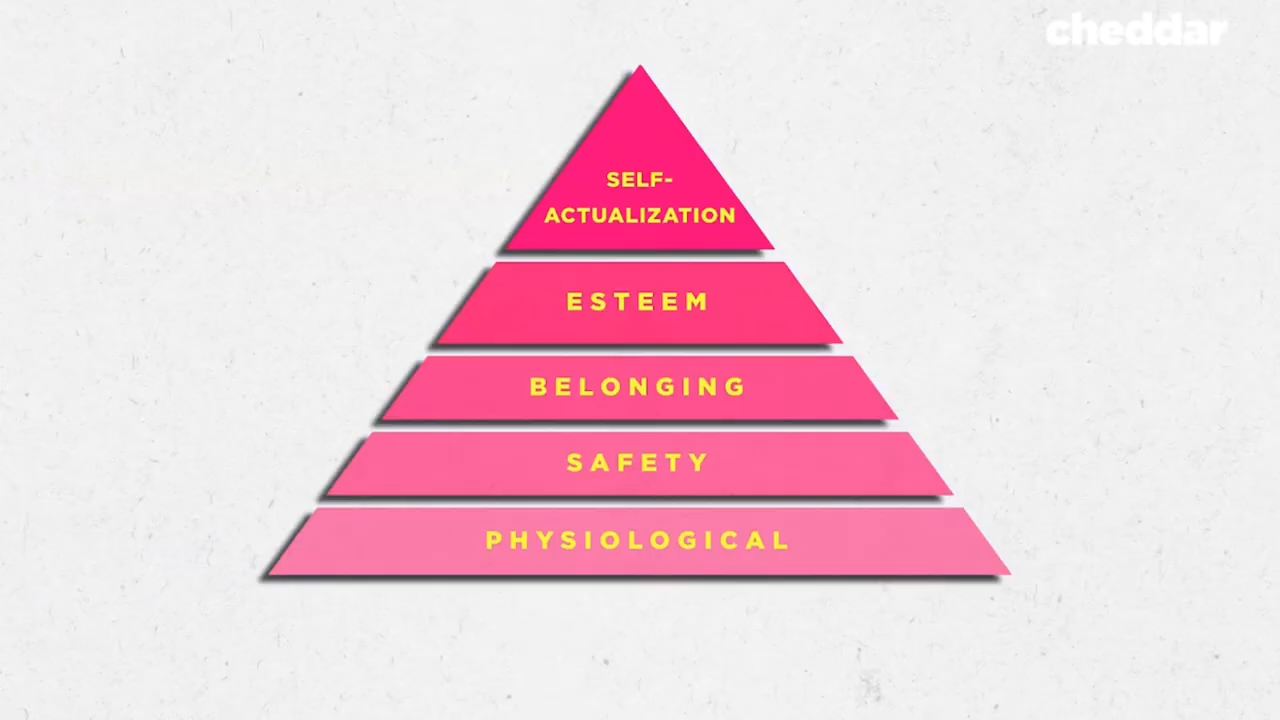 cheddar
SELF-
ACTUALIZATION
ESTEEM
BELONGING
SAFETY
PHYSIOLOGICAL